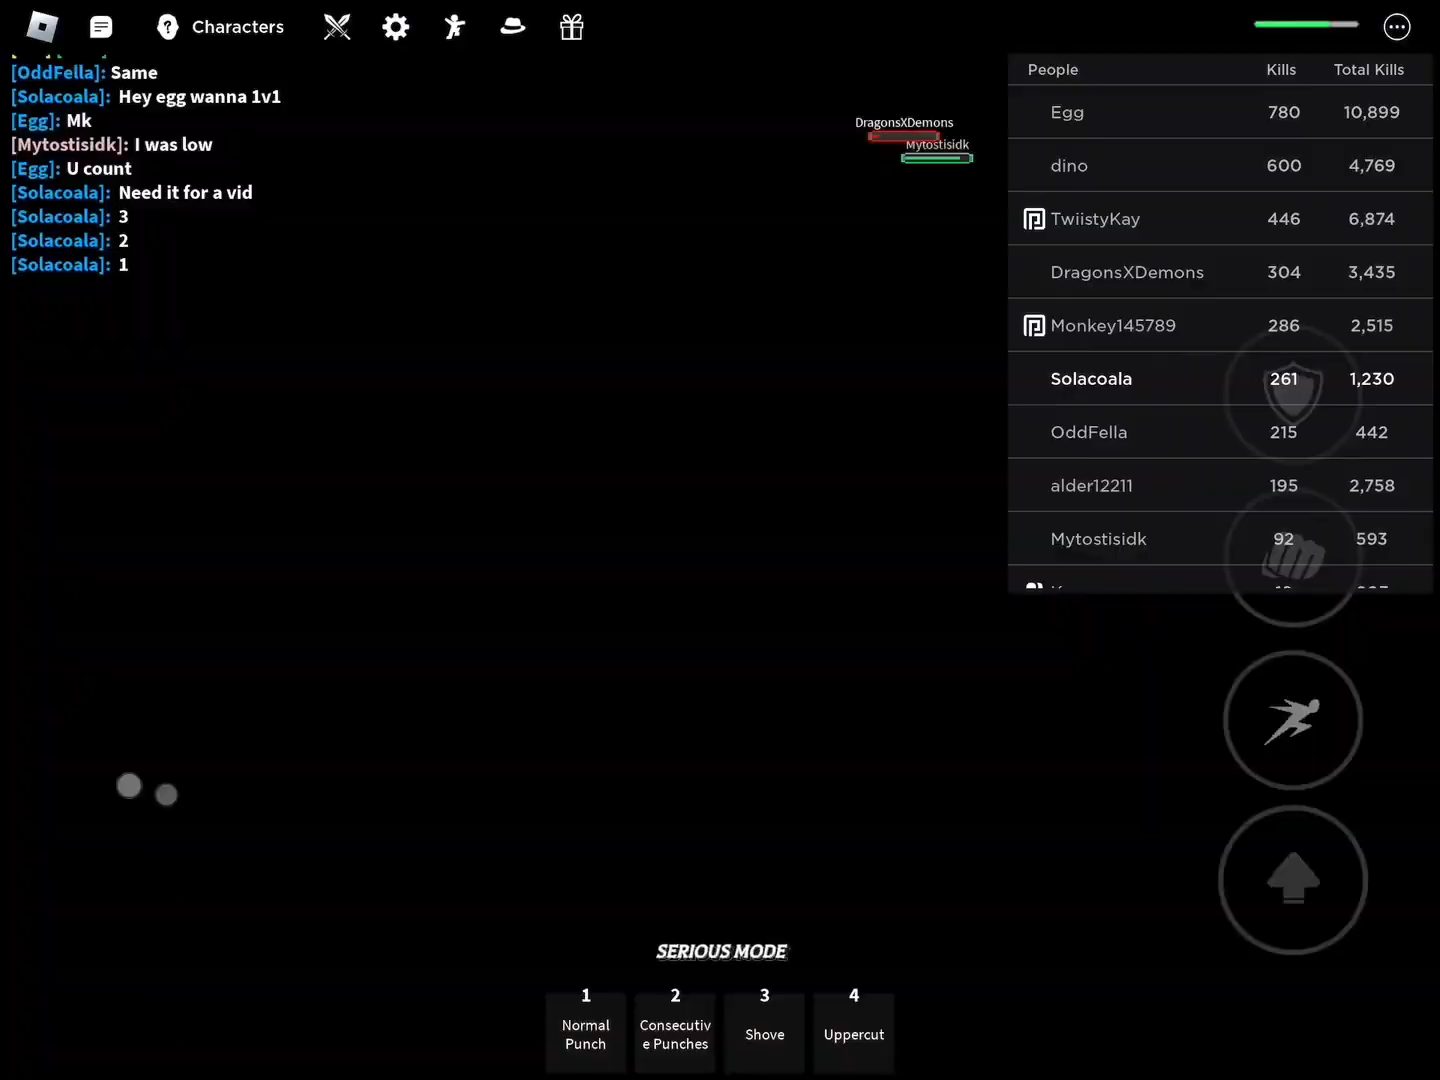 Characters
[OddFella]: Same
[Solacoala]: Hey egg wanna 1v1
[Egg]: Mk
[Mytostisidk]: I was low
[Egg]: U count
[Solacoala]: Need it for a vid
[Solacoala]: 3
[Solacoala]: 2
[Solacoala]: 1
DragonsXDemons
Mytostisidk
People Kills Total Kills
Egg 780 10,899
dino 600 4,769
TwiistyKay 446 6,874
DragonsXDemons 304 3,435
Monkey145789 286 2,515
Solacoala 261 1,230
OddFella 215 442
alder12211 195 2,758
Mytostisidk 92 593
SERIOUS MODE
1 2 3 4
Normal Consecutiv Shove Uppercut
Punch e Punches